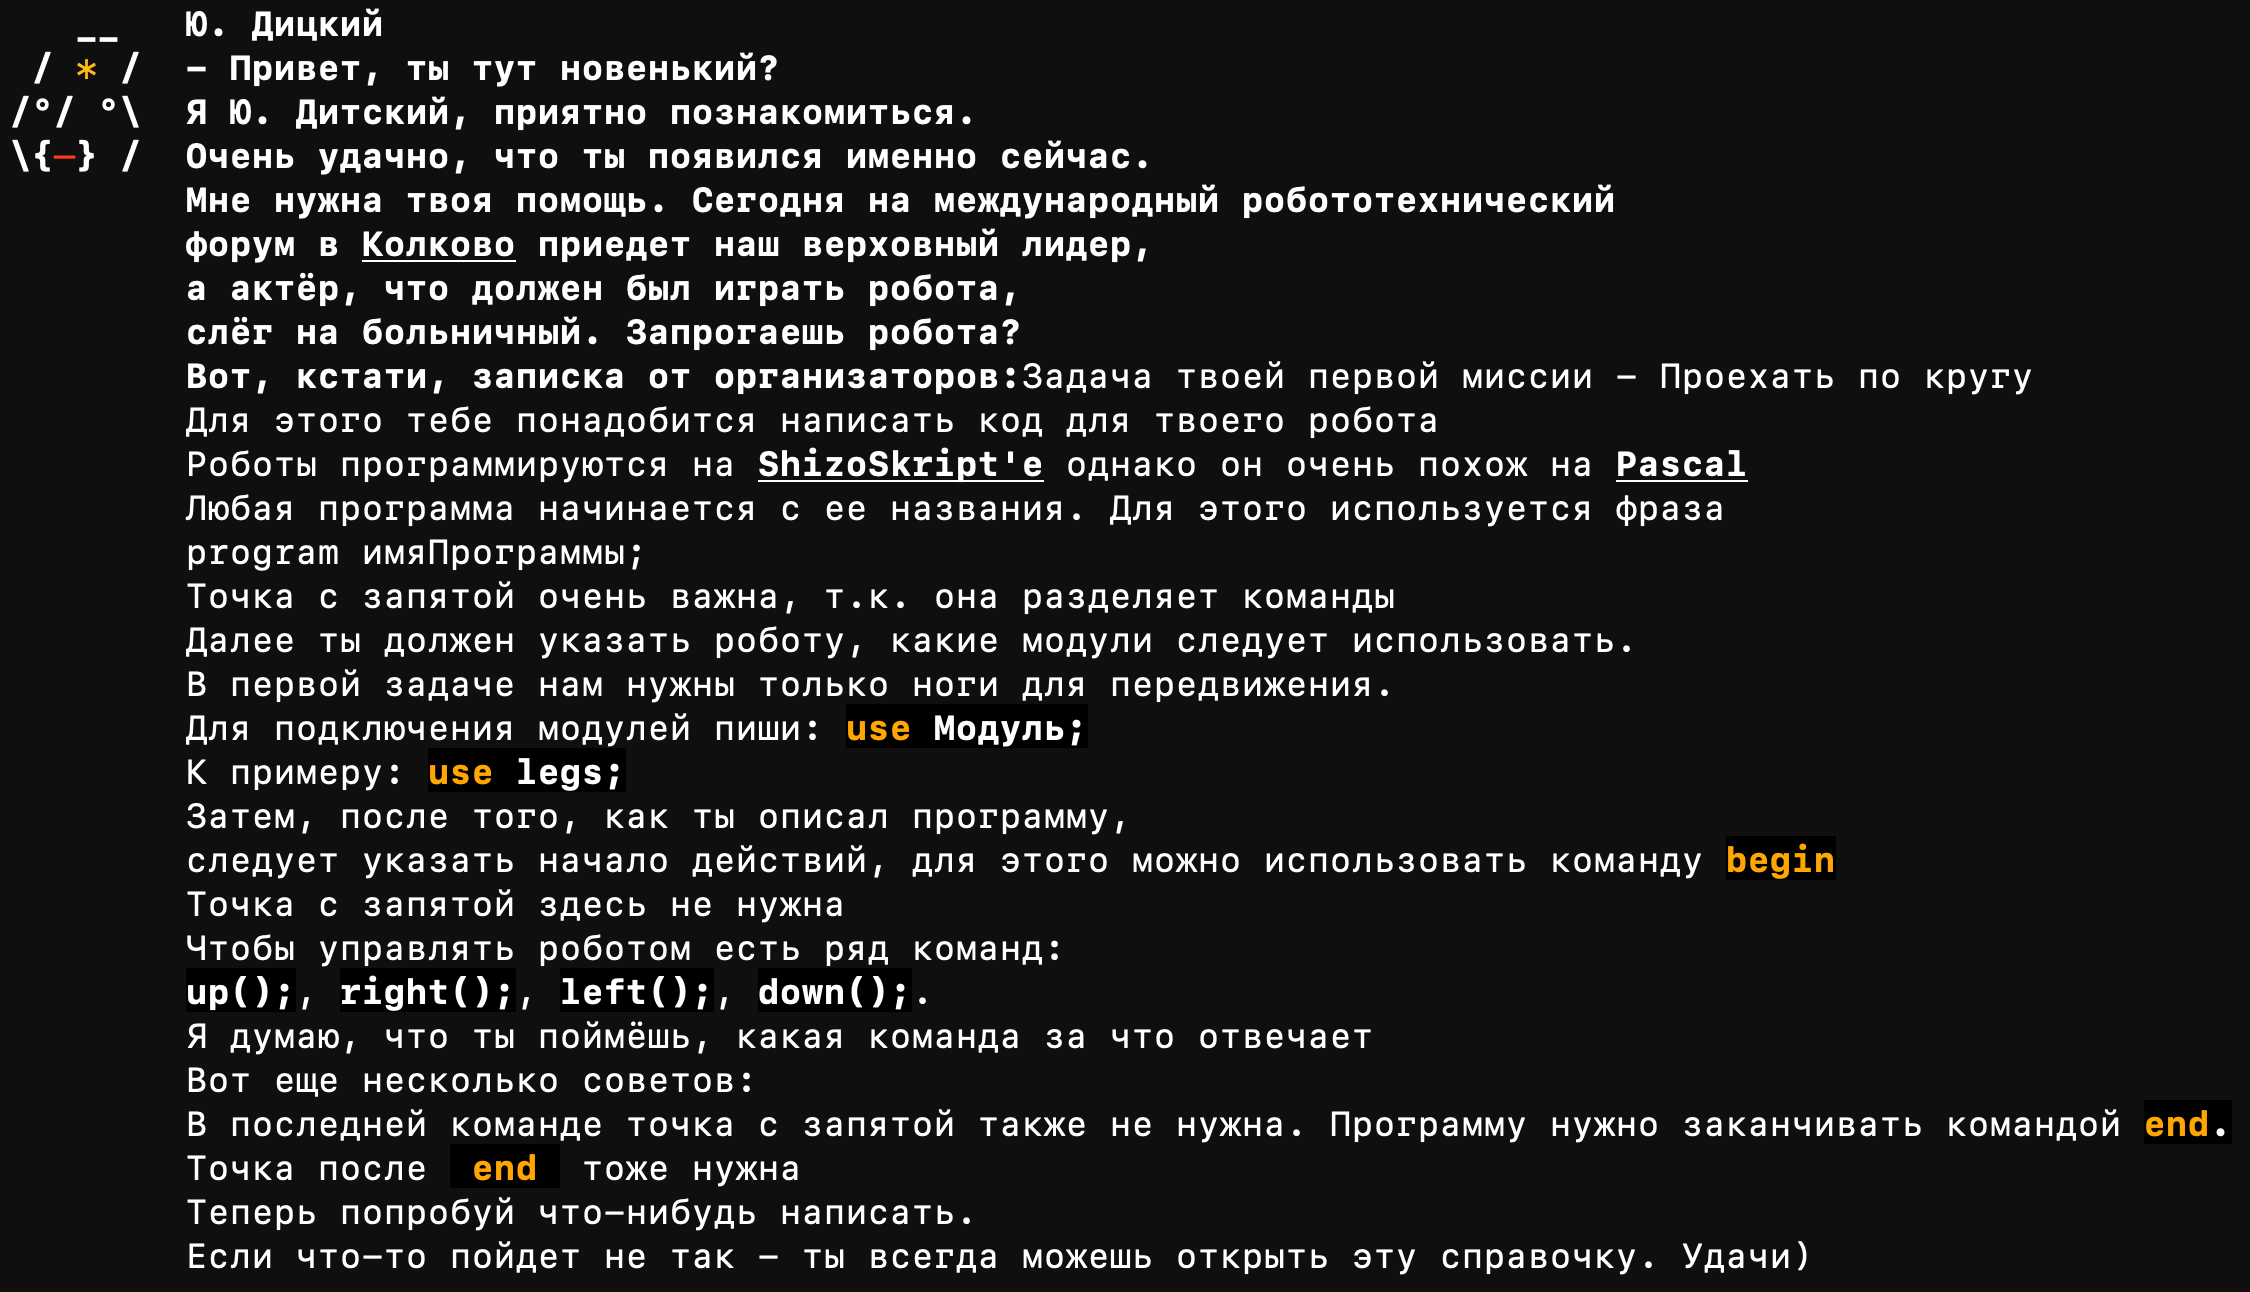 Ю. Дицкий
– Привет, ты тут новенький?
Я Ю. Дитский, приятно познакомиться.
Очень удачно, что ты появился именно сейчас.
Мне нужна твоя помощь. Сегодня на международный робототехнический
форум в Колково приедет наш верховный лидер,
а актёр, что должен был играть робота,
слёг на больничный. Запрогаешь робота?
Вот, кстати, записка от организаторов:Задача твоей первой миссии – Проехать по кругу
Для этого тебе понадобится написать код для твоего робота
Роботы программируются на ShizoSkript'e однако он очень похож на Pascal
Любая программа начинается с ее названия. Для этого используется фраза
program имяПрограммы;
Точка с запятой очень важна, т.к. она разделяет команды
Далее ты должен указать роботу, какие модули следует использовать.
В первой задаче нам нужны только ноги для передвижения.
Для подключения модулей пиши: use Модуль;
К примеру: use legs;
Затем, после того, как ты описал программу,
следует указать начало действий, для этого можно использовать команду begin
Точка с запятой здесь не нужна
Чтобы управлять роботом есть ряд команд:
up();, right();, left();, down();.
Я думаю, что ты поймёшь, какая команда за что отвечает
Вот еще несколько советов:
В последней команде точка с запятой также не нужна. Программу нужно заканчивать командой end.
Точка после end тоже нужна
Теперь попробуй что–нибудь написать.
Если что–то пойдет не так – ты всегда можешь открыть эту справочку. Удачи)